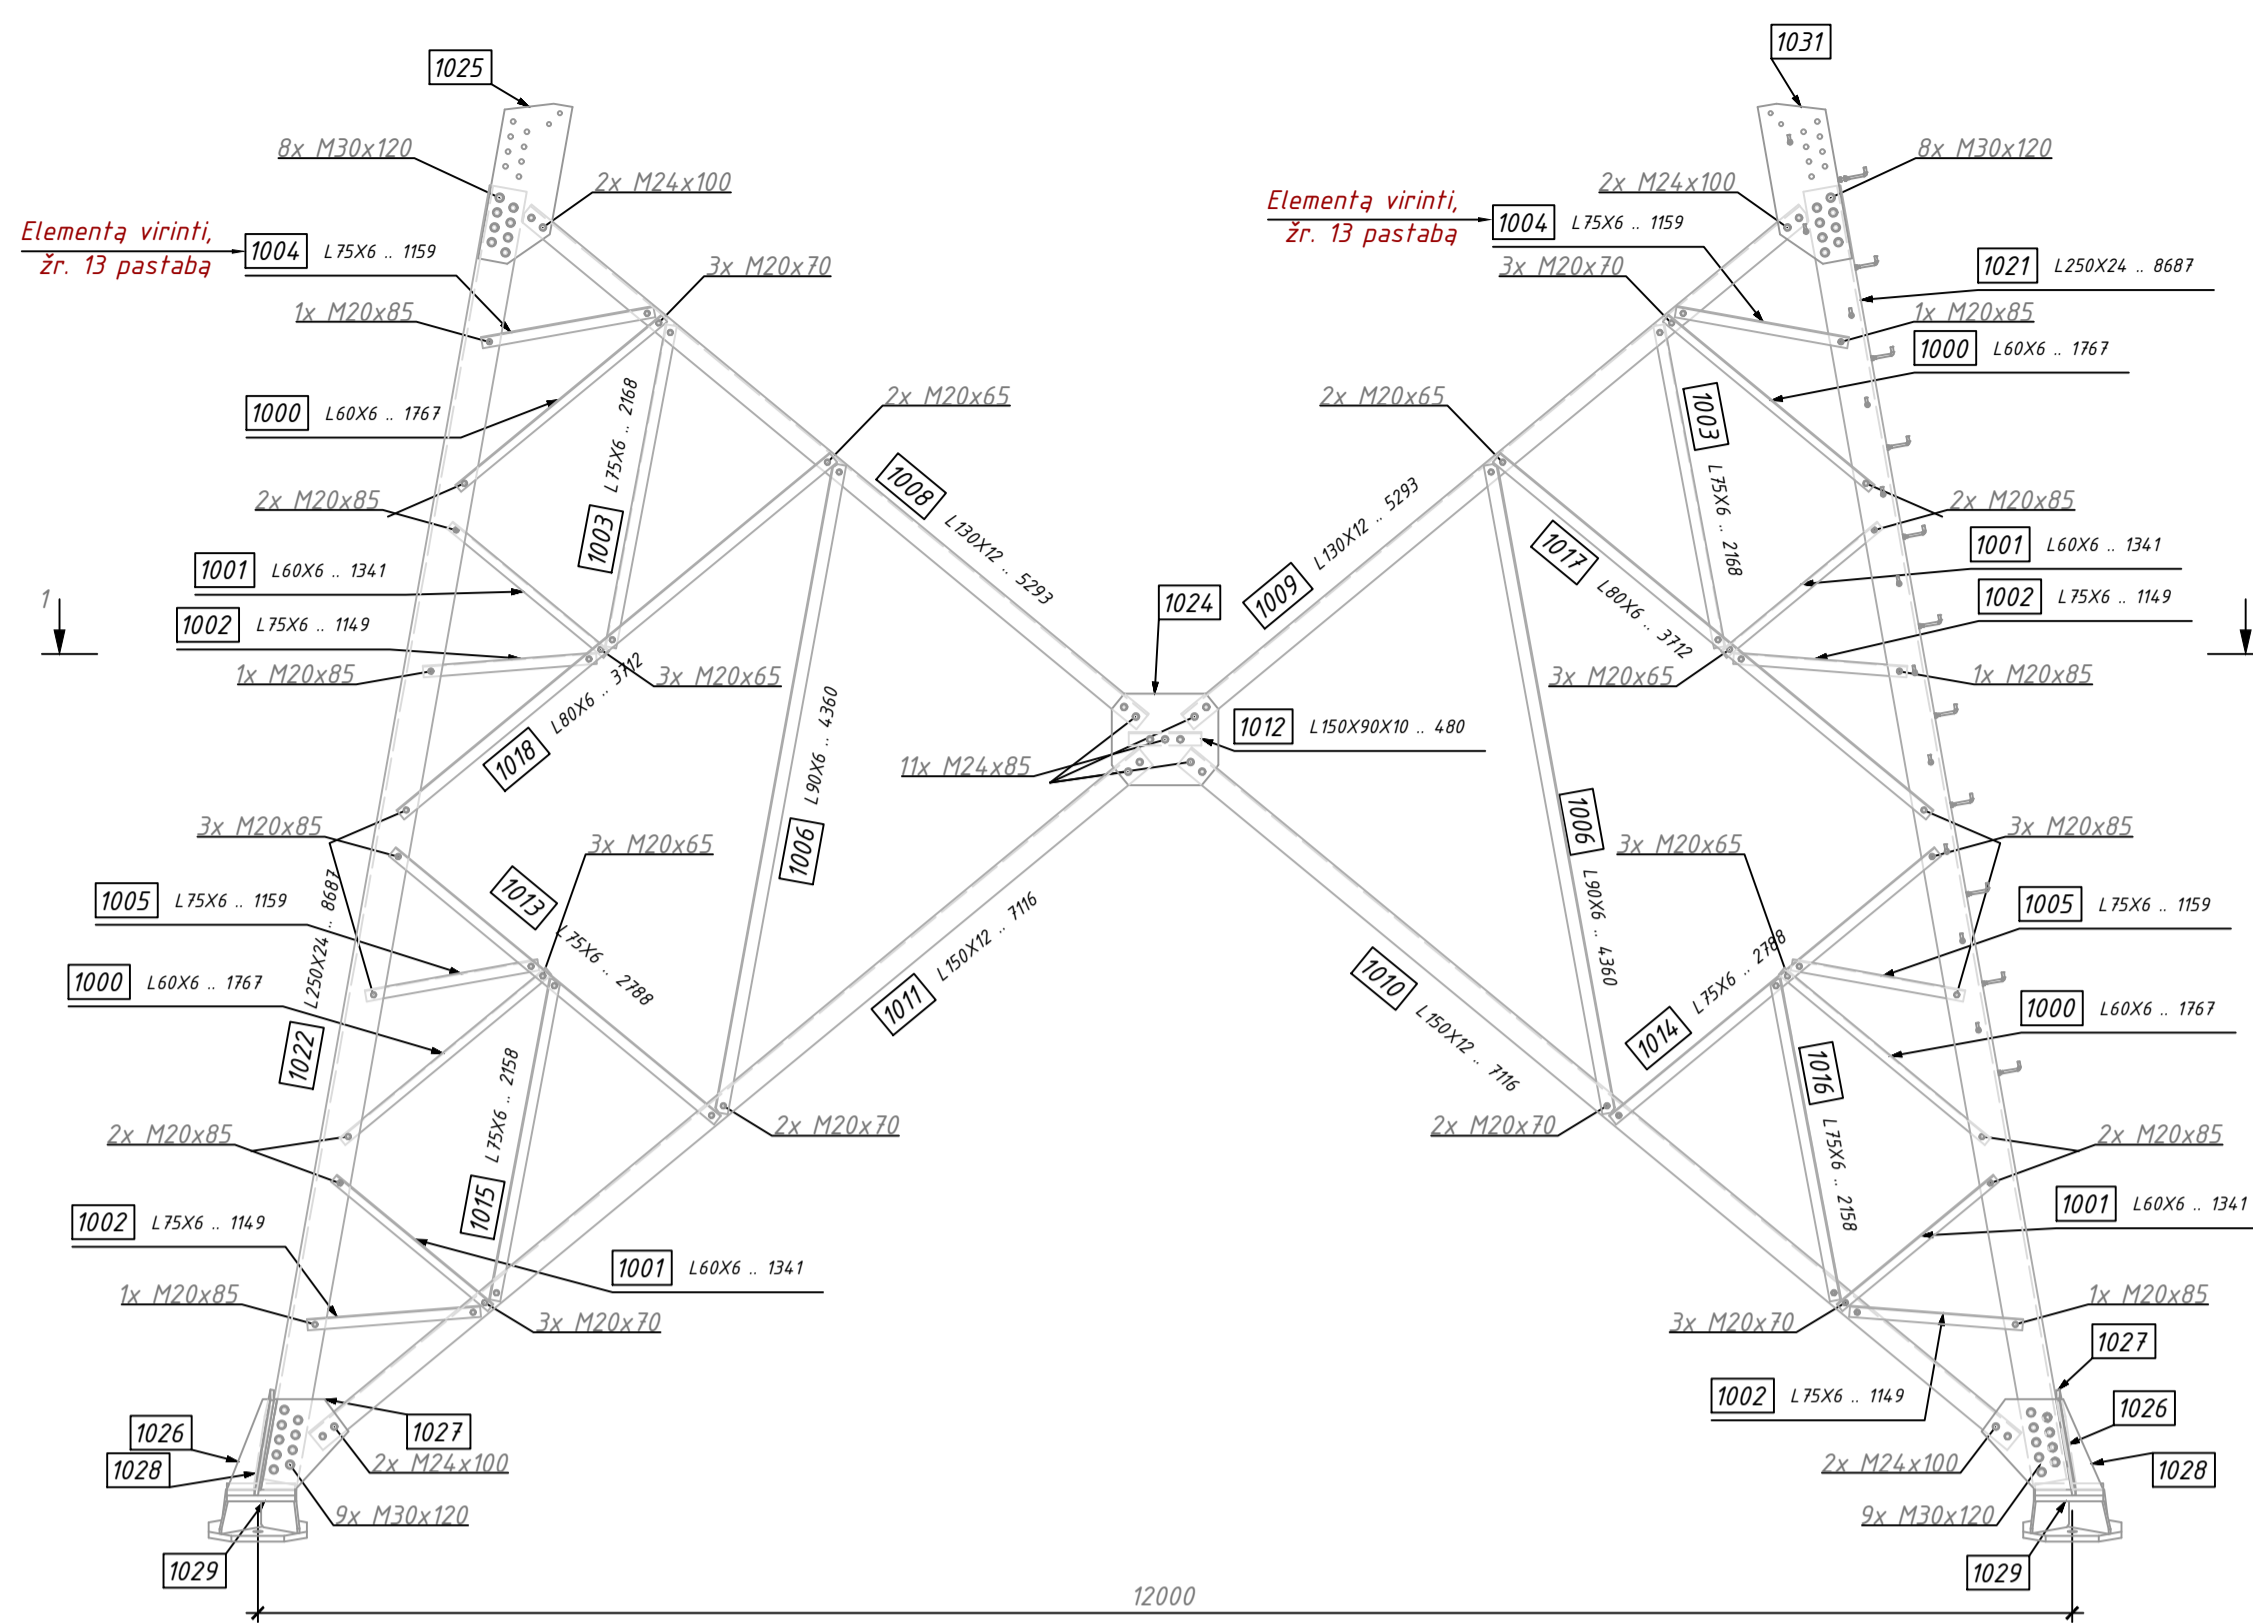 1025
1031
8x M30x120
2x M24x100
2x M24x100
8x M30x120
Elementą virinti,
žr. 13 pastabą
1004 L75X6 .. 1159
3x M20x70
1x M20x85
Elementą virinti,
žr. 13 pastabą
1004 L75X6 .. 1159
3x M20x70
1021 L250X24 .. 8687
1x M20x85
1000 L60X6 .. 1767
1000 L60X6 .. 1767
1003 L75X6 .. 2168
2x M20x65
2x M20x65
1003 L75X6 .. 2168
1008 L130X12 .. 5293
1009 L130X12 .. 5293
2x M20x85
2x M20x85
1001 L60X6 .. 1341
1017 L80X6 .. 3712
1001 L60X6 .. 1341
1
1002 L75X6 .. 1149
1x M20x85
3x M20x65
1024
1002 L75X6 .. 1149
3x M20x65
1x M20x85
1018 L80X6 .. 3712
1012 L150X90X10 .. 480
11x M24x85
1006 L90X6 .. 4360
1006 L90X6 .. 4360
3x M20x85
3x M20x65
3x M20x65
3x M20x85
1005 L75X6 .. 1159
1013 L75X6 .. 2788
1005 L75X6 .. 1159
1000 L60X6 .. 1767
1022 L250X24 .. 8687
1011 L150X12 .. 7116
1010 L150X12 .. 7116
1014 L75X6 .. 2788
1000 L60X6 .. 1767
1015 L75X6 .. 2158
1016 L75X6 .. 2158
2x M20x85
2x M20x70
2x M20x70
2x M20x85
1002 L75X6 .. 1149
1001 L60X6 .. 1341
1001 L60X6 .. 1341
1x M20x85
3x M20x70
3x M20x70
1x M20x85
1027
1002 L75X6 .. 1149
1026
1028
1027
2x M24x100
9x M30x120
1029
1026
1028
2x M24x100
9x M30x120
1029
12000